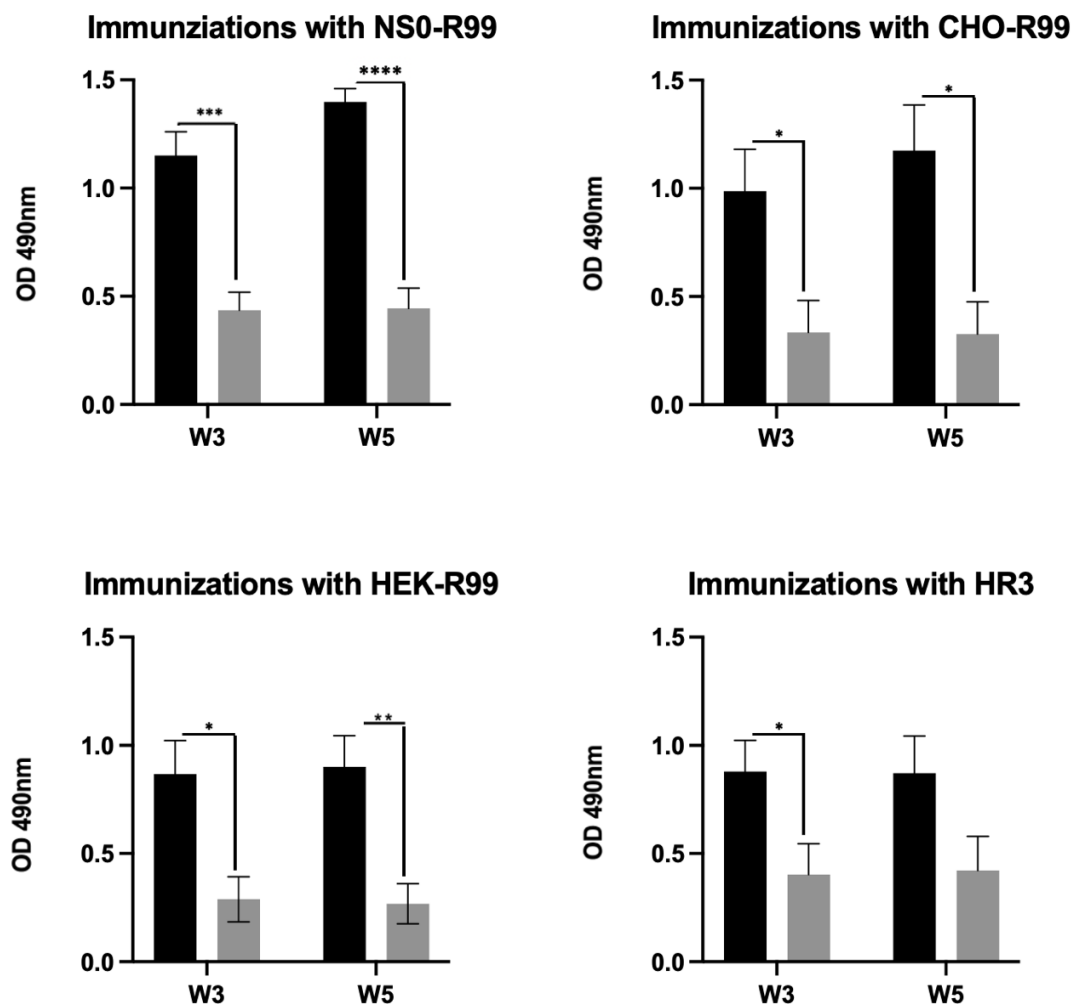 Immunziations with NS0-R99
1.5
1.0
0.5
0.0
OD 490nm
***
****
W3
W5
Immunizations with CHO-R99
1.5
1.0
0.5
0.0
OD 490nm
*
*
W3
W5
Immunizations with HEK-R99
1.5
1.0
0.5
0.0
OD 490nm
*
**
W3
W5
Immunizations with HR3
1.5
1.0
0.5
0.0
OD 490nm
*
W3
W5